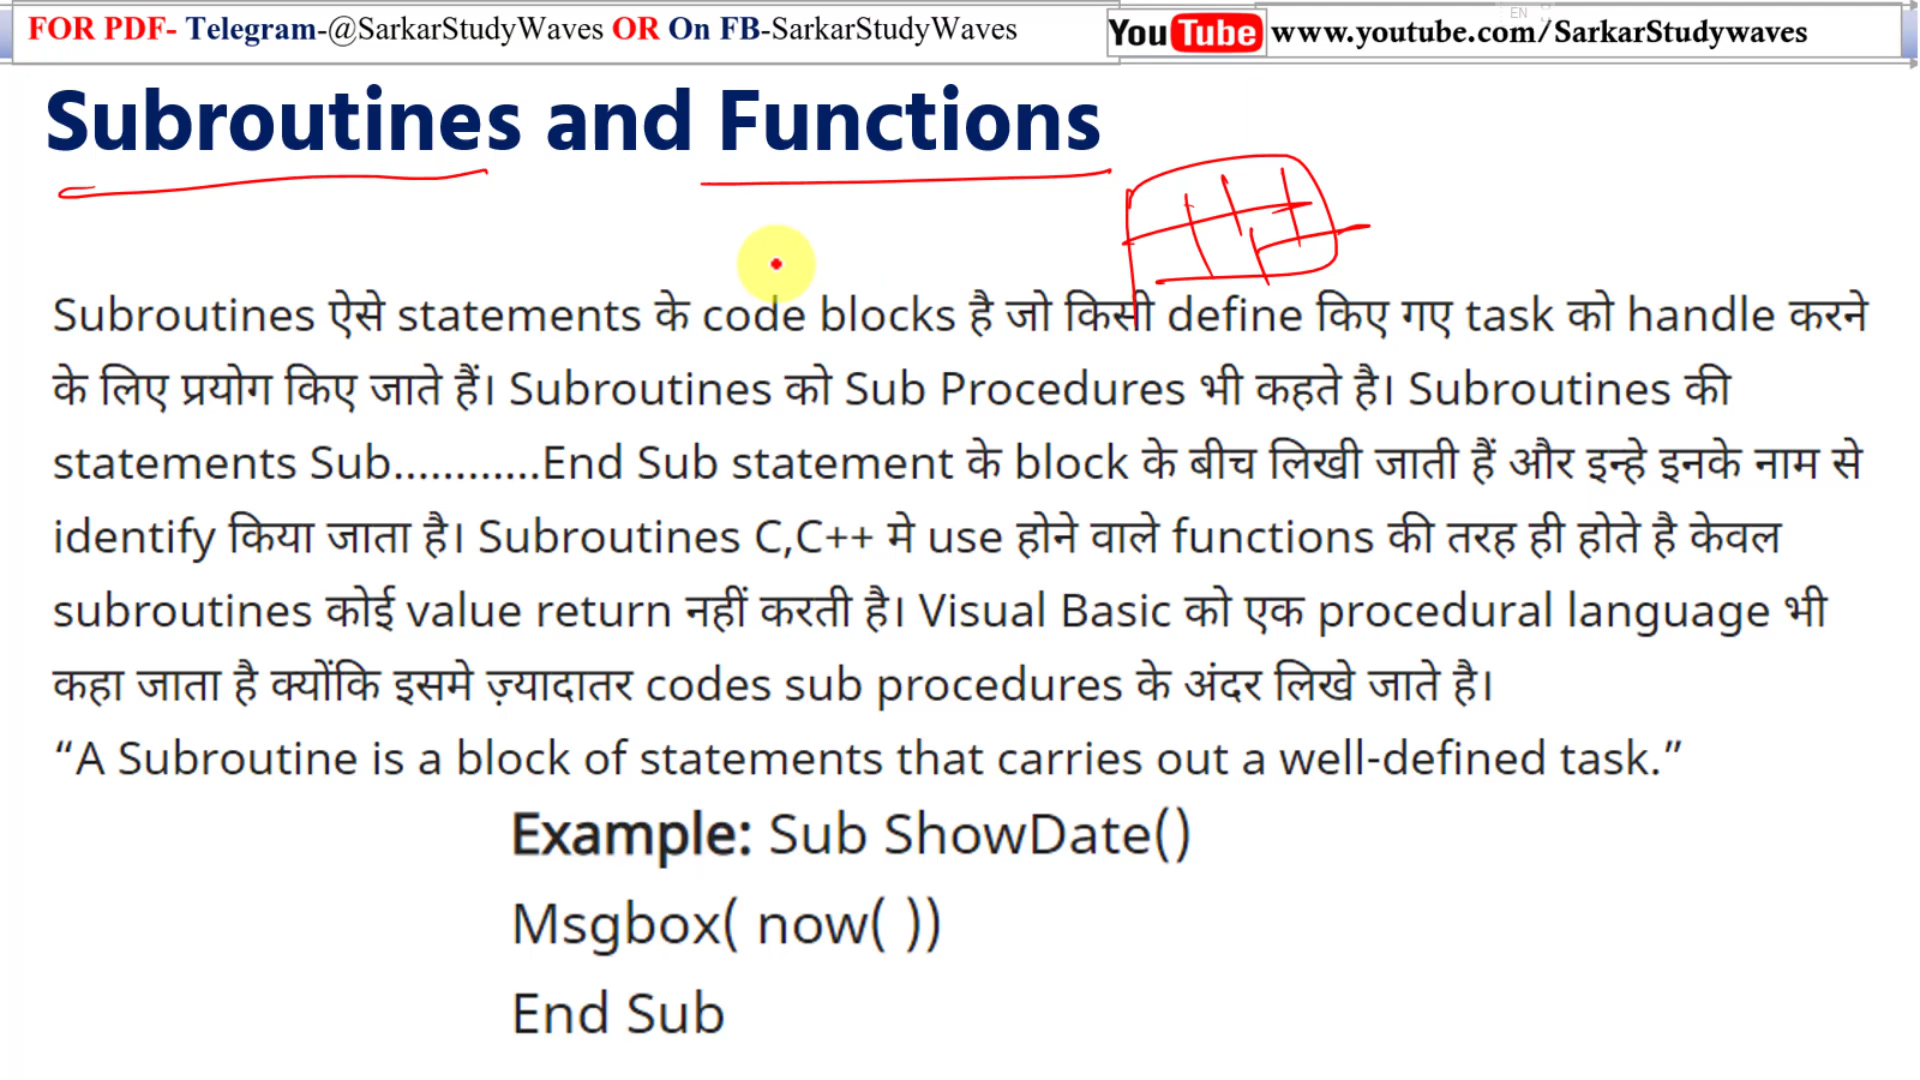 FOR PDF- Telegram-@SarkarStudyWaves OR On FB-SarkarStudyWaves
YouTube www.youtube.com/SarkarStudywaves
EN
Subroutines and Functions
Subroutines ऐसे statements के code blocks है जो किसी define किए गए task को handle करने
के लिए प्रयोग किए जाते हैं। Subroutines को Sub Procedures भी कहते है। Subroutines की
statements Sub............End Sub statement के block के बीच लिखी जाती हैं और इन्हे इनके नाम से
identify किया जाता है। Subroutines C,C++ मे use होने वाले functions की तरह ही होते है केवल
subroutines कोई value return नहीं करती है। Visual Basic को एक procedural language भी
कहा जाता है क्योंकि इसमे ज़्यादातर codes sub procedures के अंदर लिखे जाते है।
“A Subroutine is a block of statements that carries out a well-defined task.”
Example: Sub ShowDate()
Msgbox( now( ))
End Sub